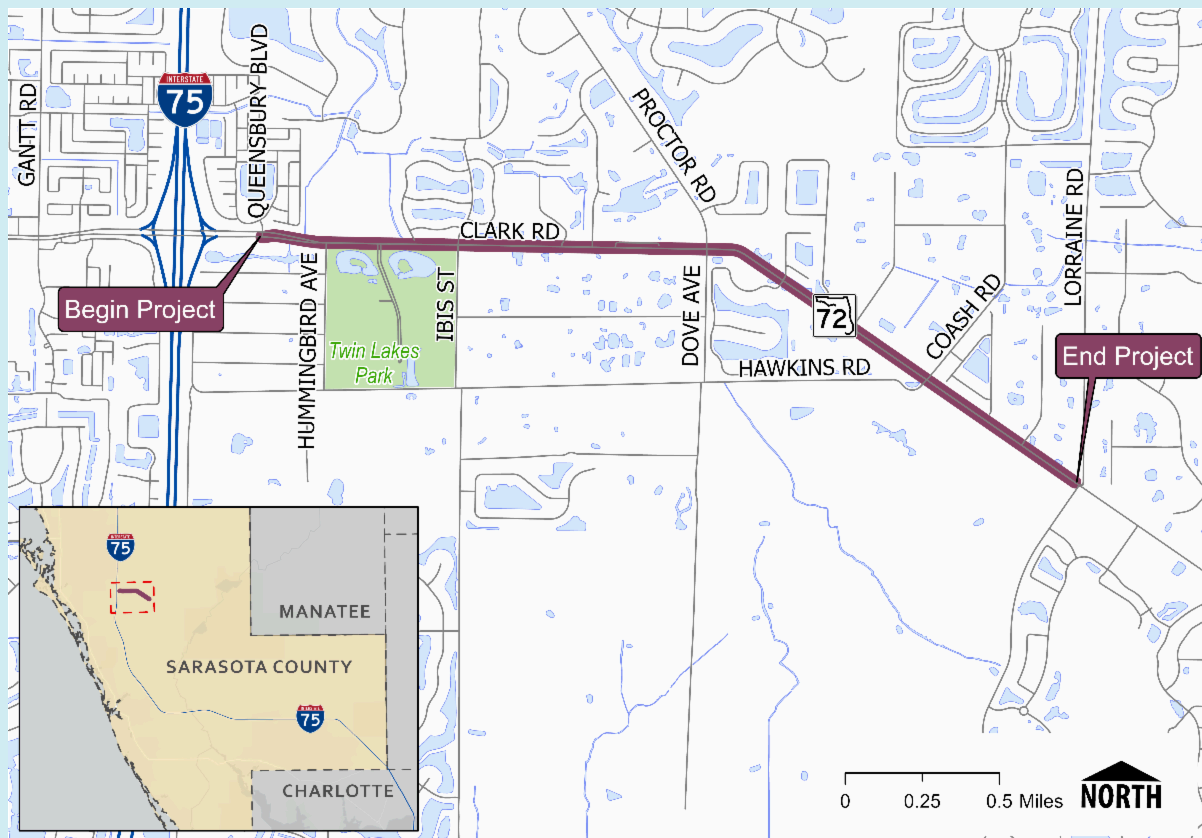 GANTT RD
INTERSTATE
75
QUEENSBURY BLVD
PROCTOR RD
CLARK RD
LORRAINE RD
Begin Project
HUMMINGBIRD AVE
IBIS ST
DOVE AVE
72
COASH RD
Twin Lakes
Park
HAWKINS RD
End Project
INTERSTATE
75
MANATEE
SARASOTA COUNTY
INTERSTATE
75
CHARLOTTE
0 0.25 0.5 Miles
NORTH